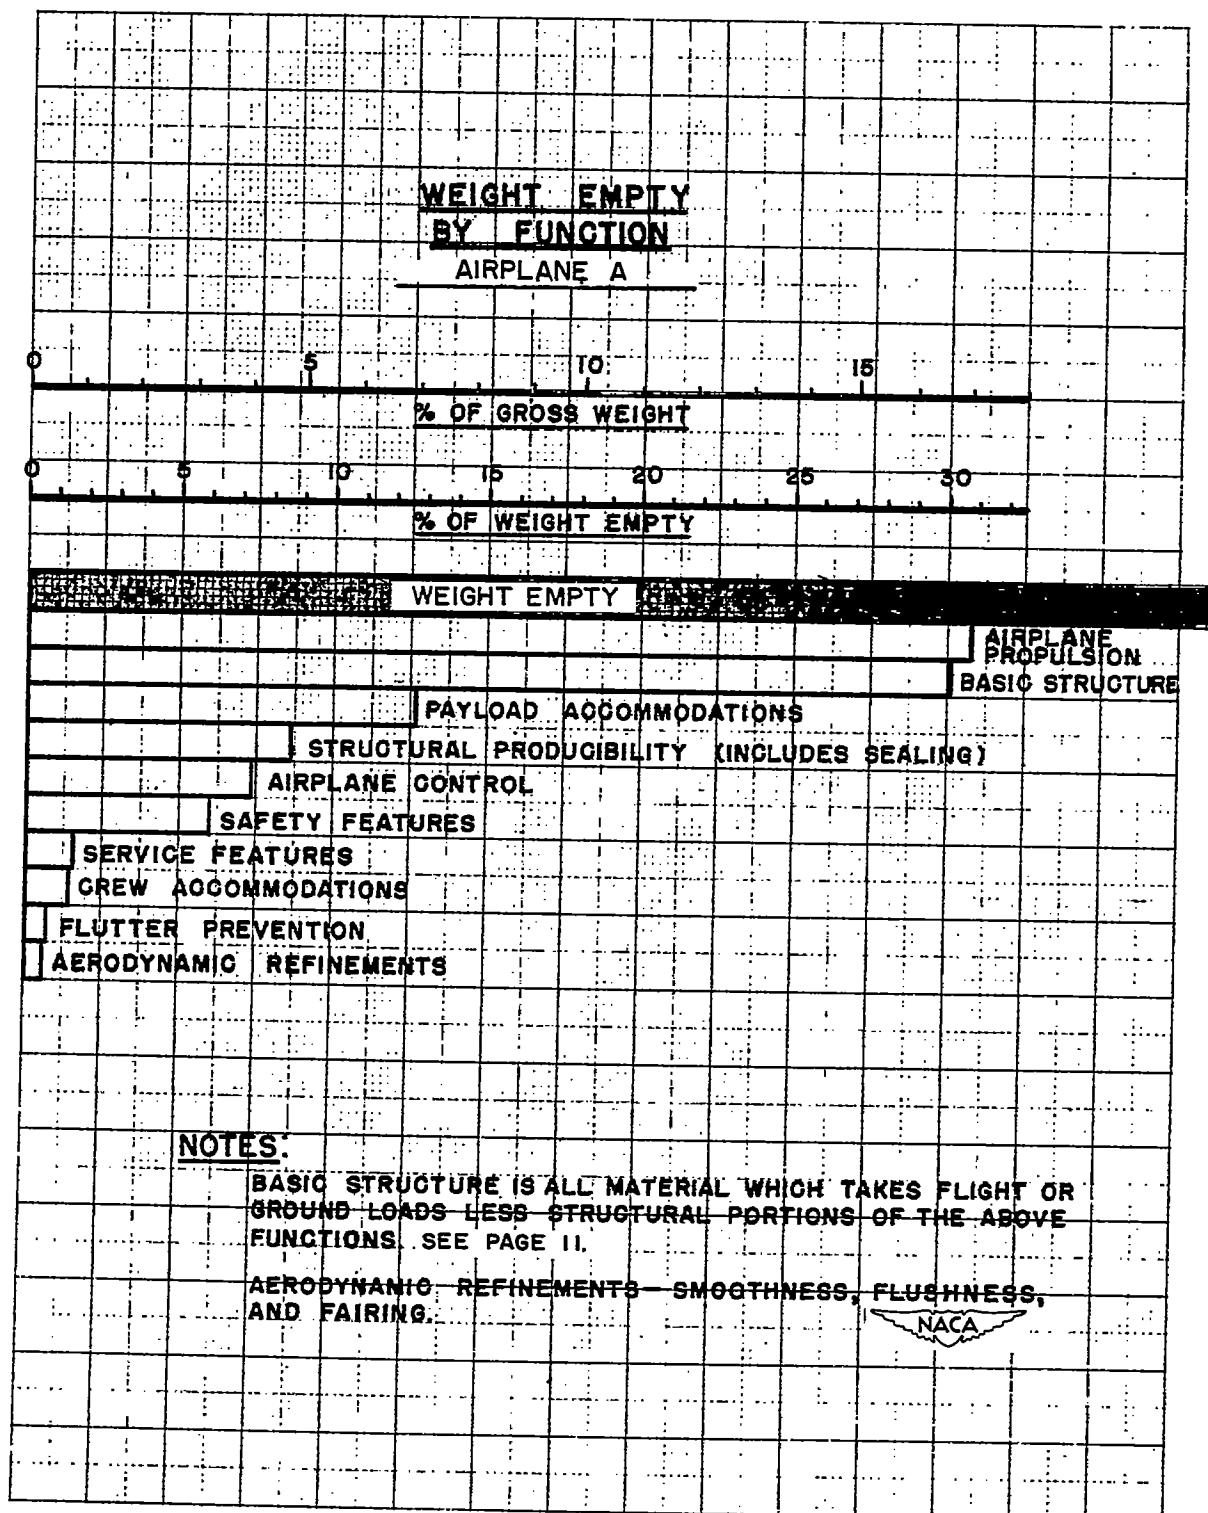 WEIGHT EMPTY
BY FUNCTION
AIRPLANE A
0 5 10 15
% OF GROSS WEIGHT
0 5 10 15 20 25 30
% OF WEIGHT EMPTY
WEIGHT EMPTY
AIRPLANE
PROPULSION
BASIC STRUCTURE
PAYLOAD ACCOMMODATIONS
STRUCTURAL PRODUCIBILITY (INCLUDES SEALING)
AIRPLANE CONTROL
SAFETY FEATURES
SERVICE FEATURES
CREW ACCOMMODATIONS
FLUTTER PREVENTION
AERODYNAMIC REFINEMENTS
NOTES:
BASIC STRUCTURE IS ALL MATERIAL WHICH TAKES FLIGHT OR
GROUND LOADS LESS STRUCTURAL PORTIONS OF THE ABOVE
FUNCTIONS. SEE PAGE 11.
AERODYNAMIC REFINEMENTS- SMOOTHNESS, FLUSHNESS,
AND FAIRING.
NACA